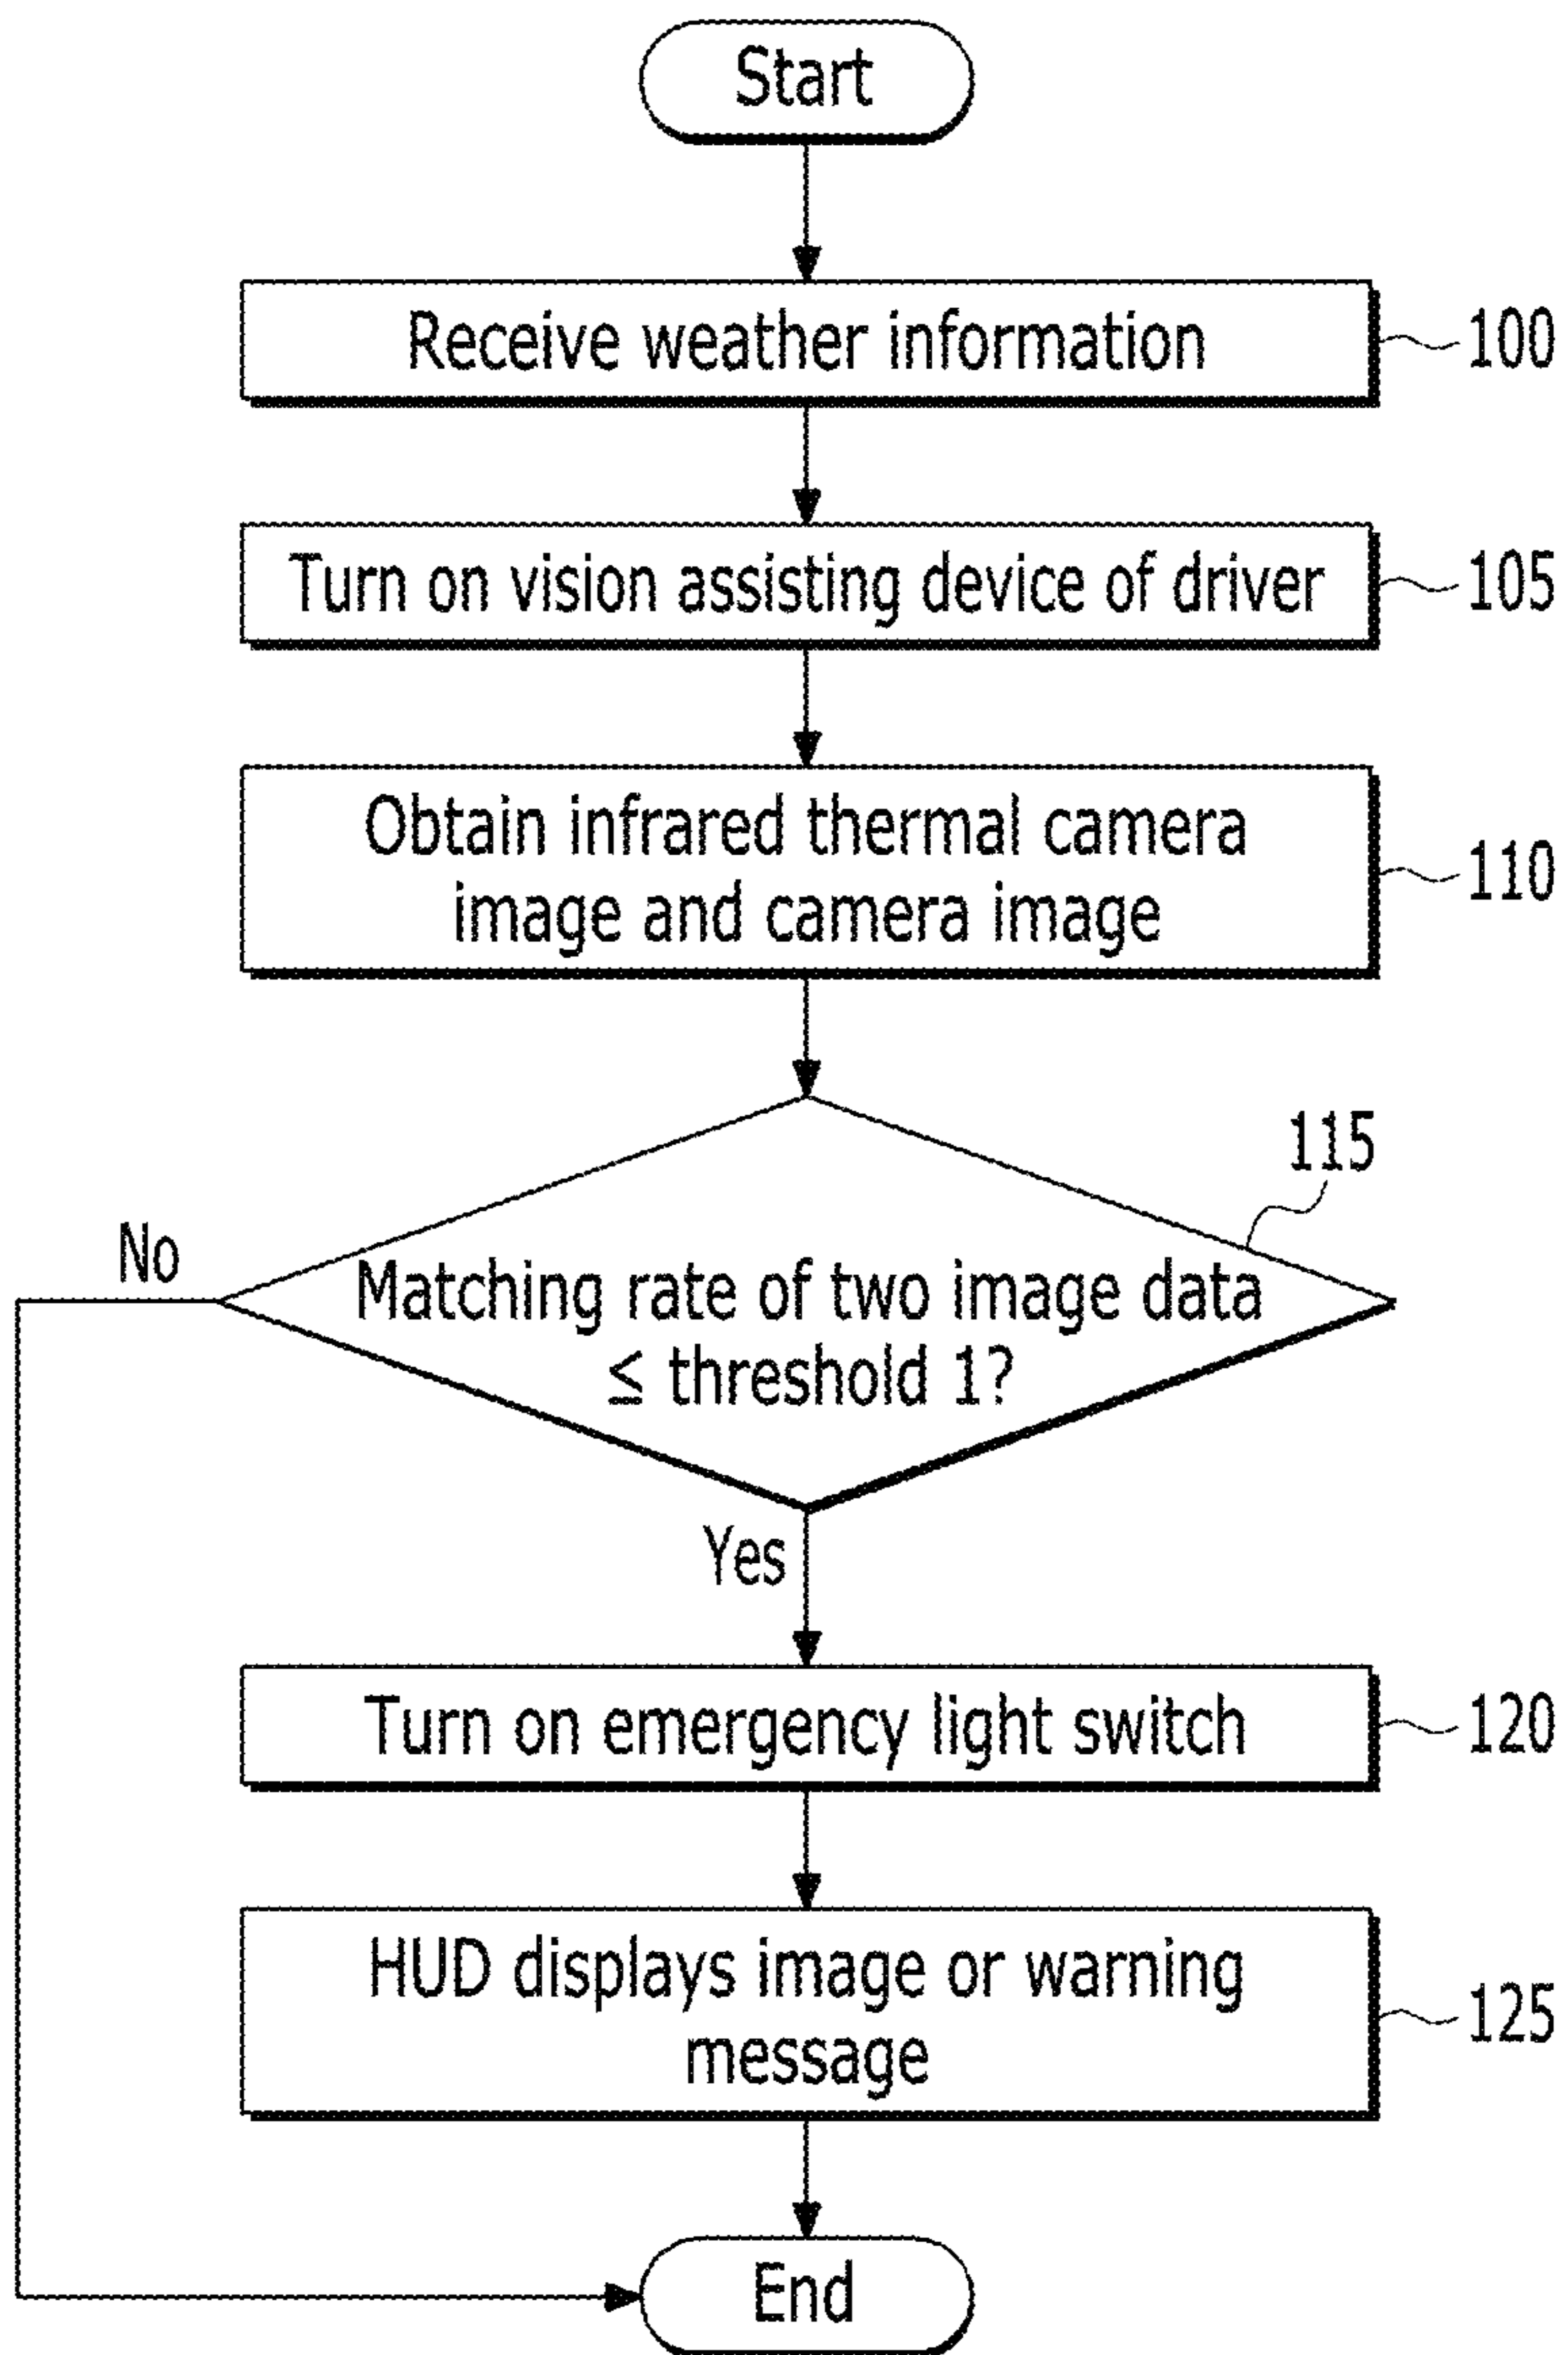 Start
Receive weather information
100
Turn on vision assisting device of driver
105
Obtain infrared thermal camera
image and camera image
110
115
No
Matching rate of two image data
≤ threshold 1?
Yes
Turn on emergency light switch
120
HUD displays image or warning
message
125
End